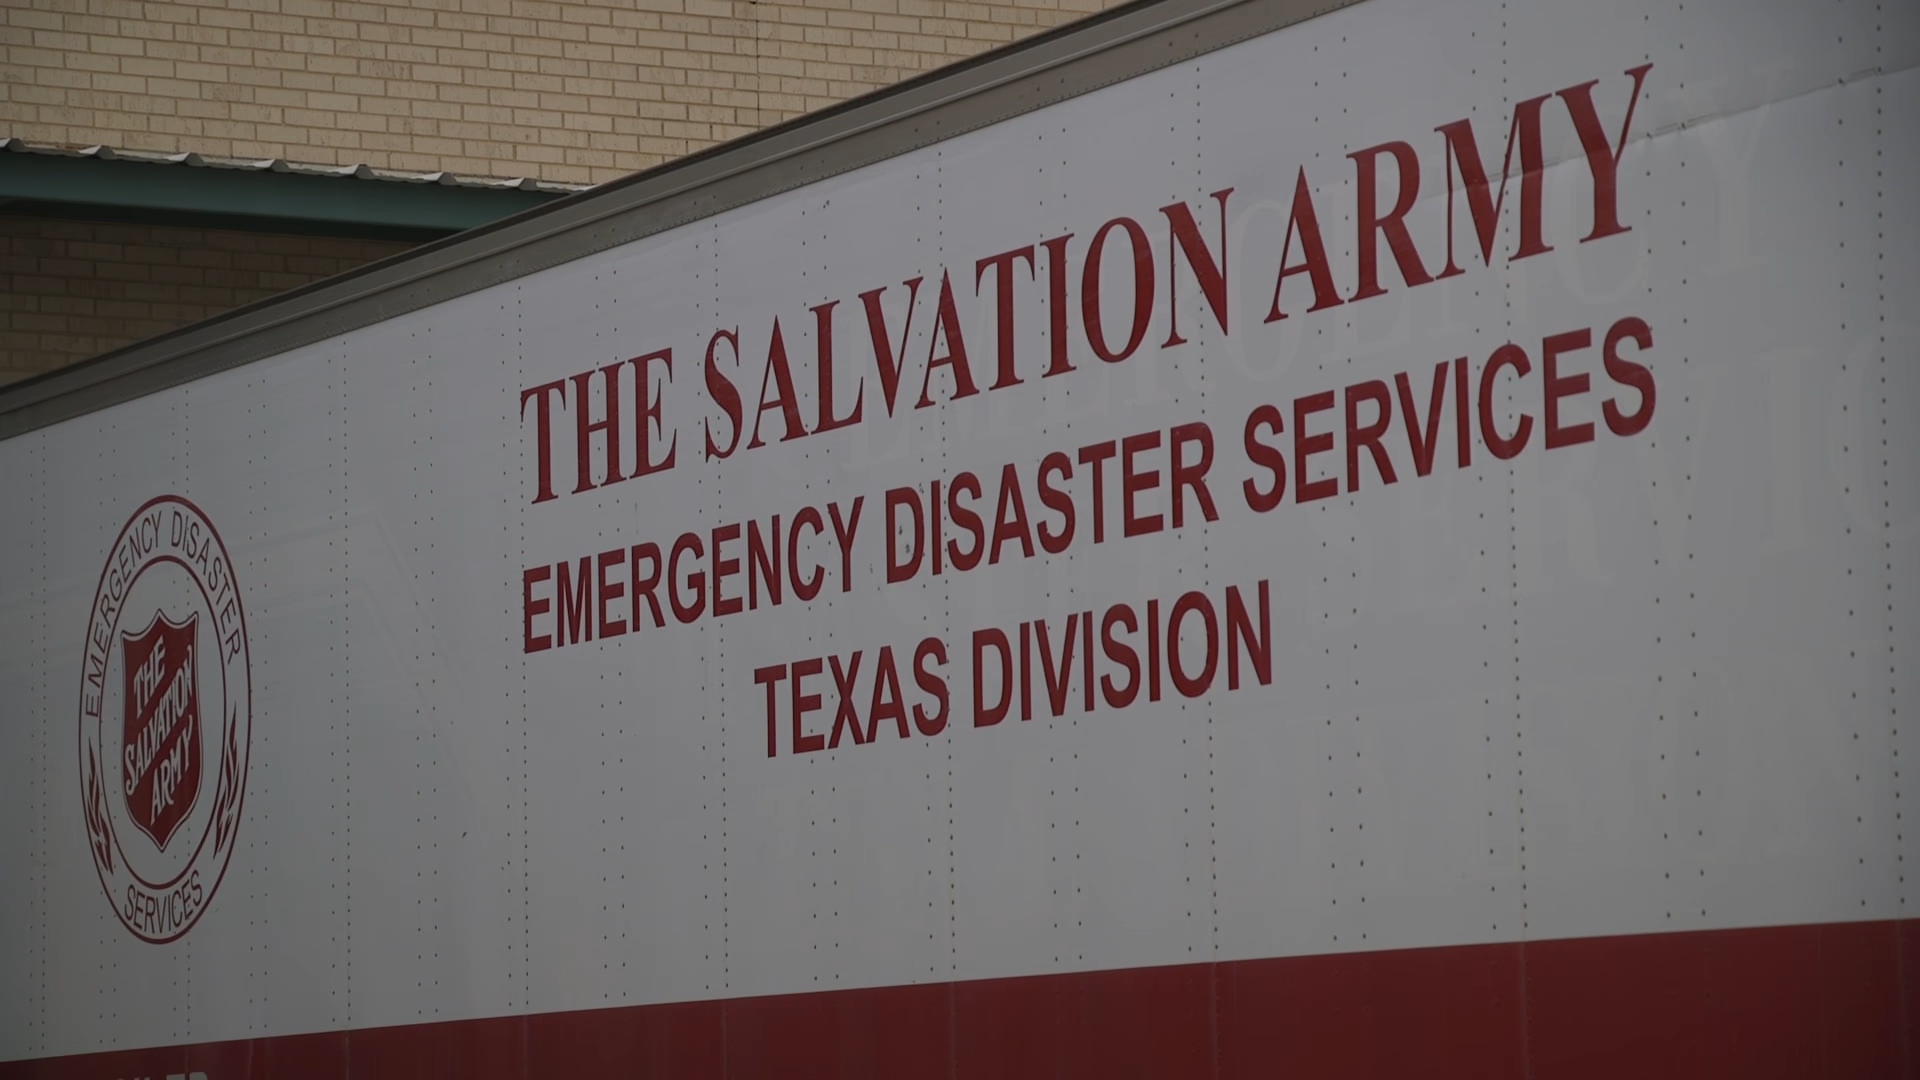 THE SALVATION ARMY
EMERGENCY DISASTER SERVICES
TEXAS DIVISION
EMERGENCY DISASTER
THE
SALVATION
ARMY
SERVICES